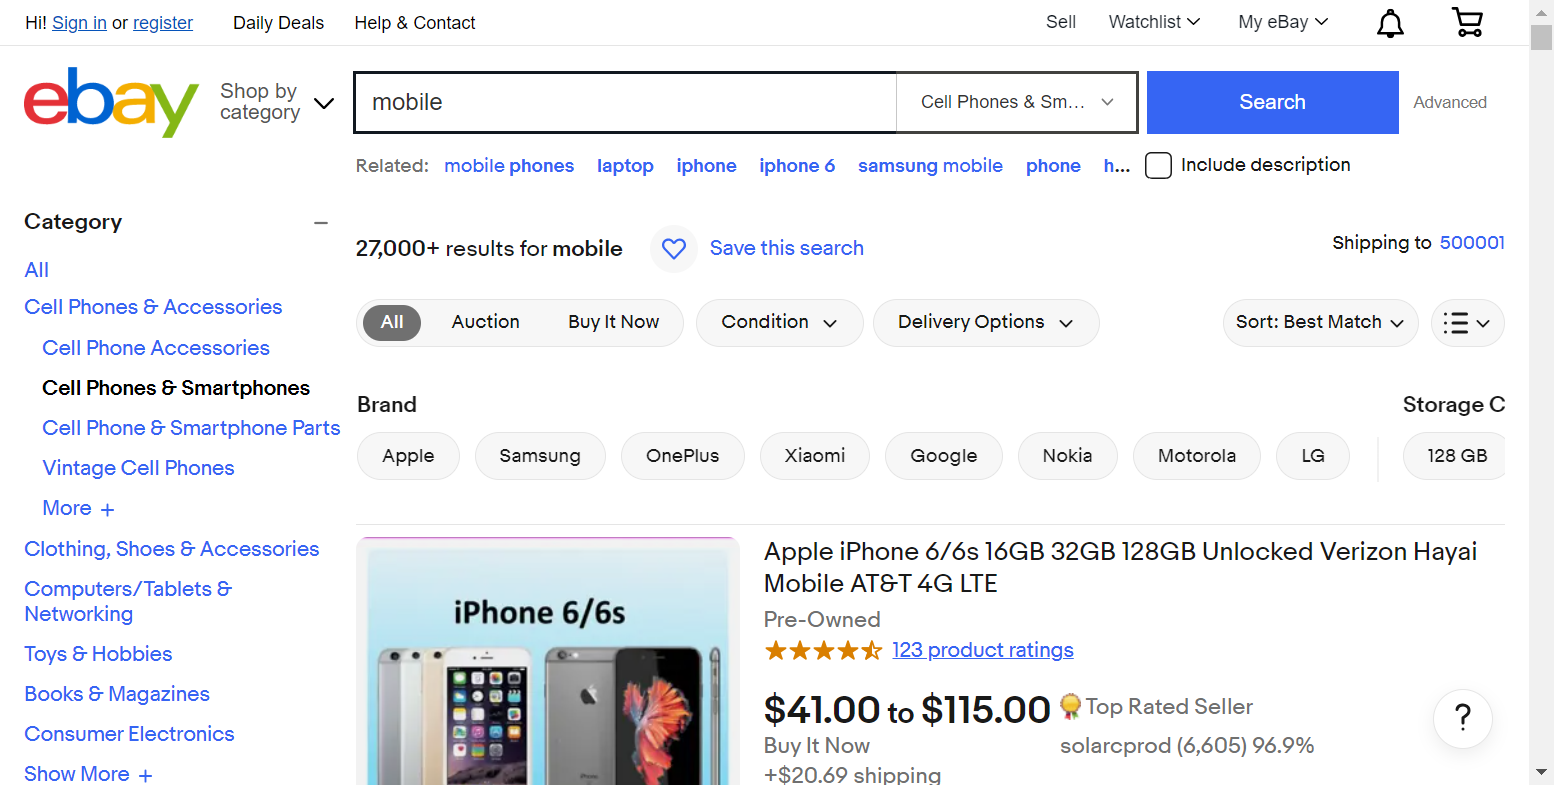 Hi! Sign in or register Daily Deals Help & Contact Sell Watchlist My eBay
ebay
Shop by
category
mobile
Cell Phones & Sm...
Search
Advanced
Related: mobile phones laptop iphone iphone 6 samsung mobile phone h... Include description
Category
All
Cell Phones & Accessories
Cell Phone Accessories
Cell Phones & Smartphones
Cell Phone & Smartphone Parts
Vintage Cell Phones
More +
Clothing, Shoes & Accessories
Computers/Tablets &
Networking
Toys & Hobbies
Books & Magazines
Consumer Electronics
Show More +
27,000+ results for mobile Save this search
Shipping to 500001
All Auction Buy It Now Condition Delivery Options Sort: Best Match
Brand
Storage C
Apple Samsung OnePlus Xiaomi Google Nokia Motorola LG 128 GB
iPhone 6/6s
iPhone
Apple iPhone 6/6s 16GB 32GB 128GB Unlocked Verizon Hayai
Mobile AT&T 4G LTE
Pre-Owned
123 product ratings
$41.00 to $115.00
Buy It Now
+$20.69 shipping
Top Rated Seller
solarcprod (6,605) 96.9%
?